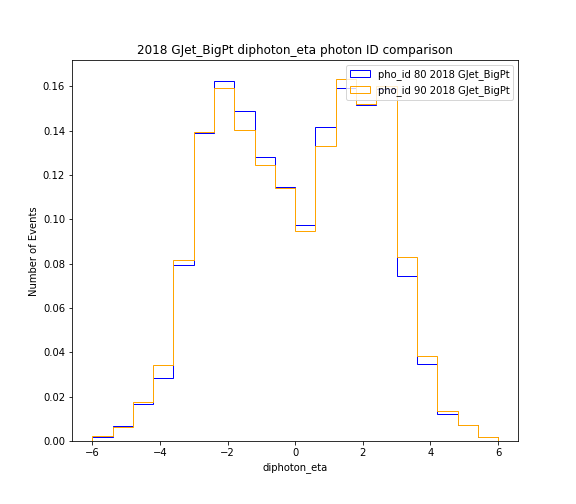 2018 GJet_BigPt diphoton_eta photon ID comparison
pho_id 80 2018 GJet_BigPt
pho_id 90 2018 GJet_BigPt
Number of Events
0.16
0.14
0.12
0.10
0.08
0.06
0.04
0.02
0.00
−6 −4 −2 0 2 4 6
diphoton_eta